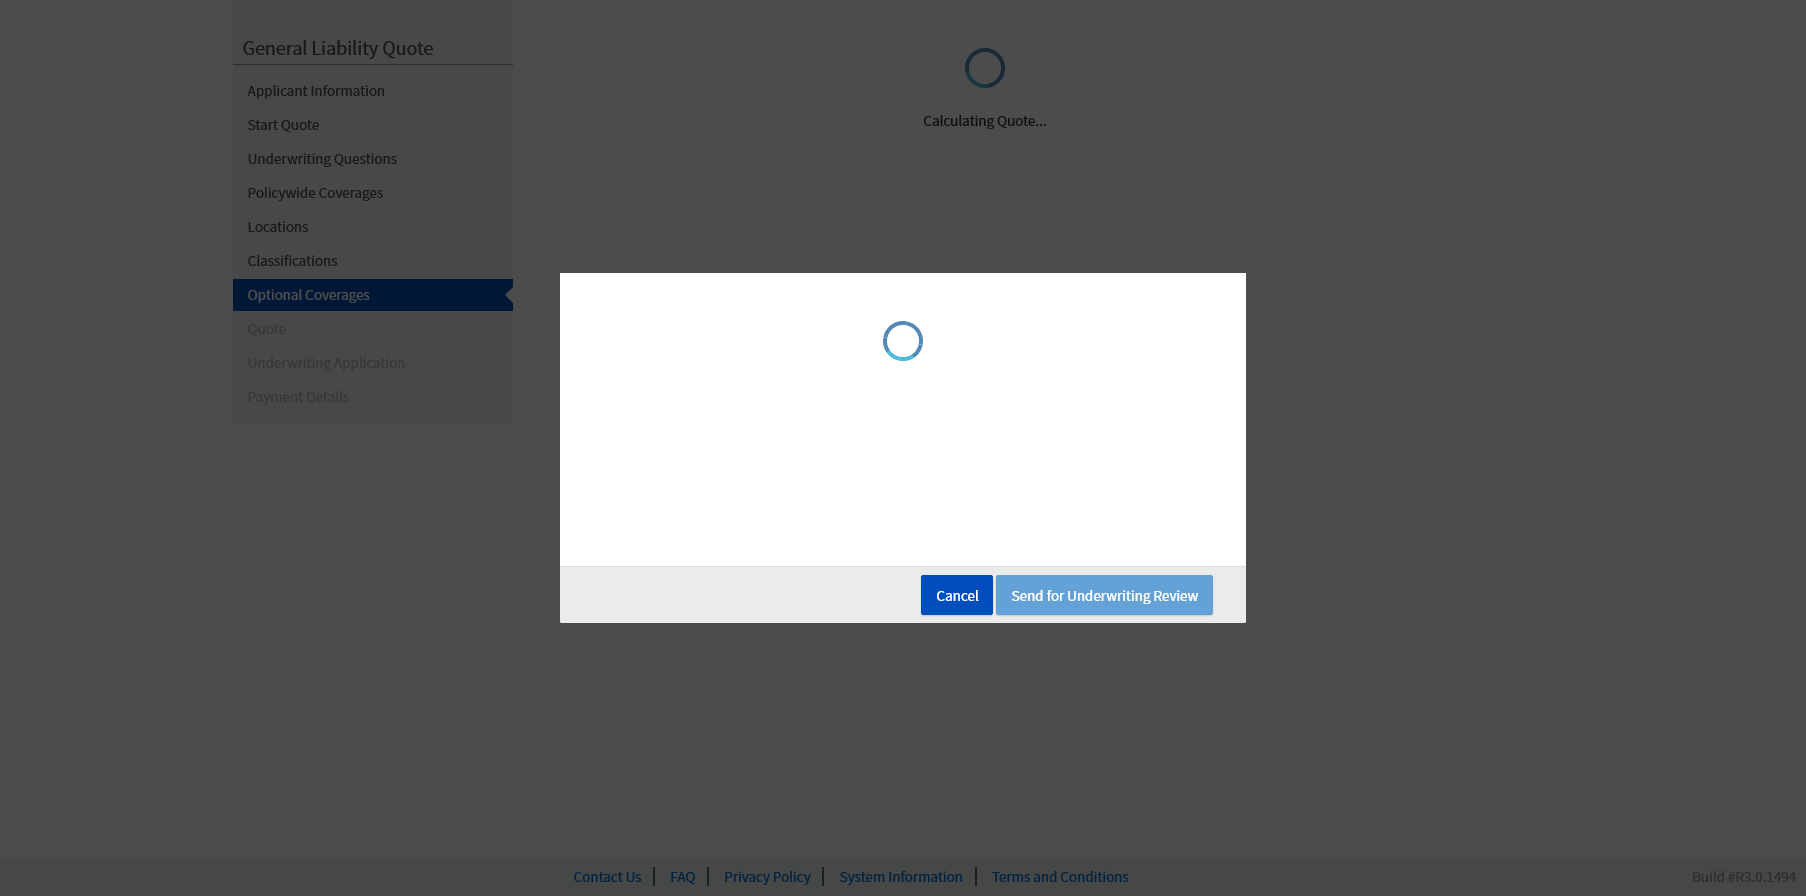 General Liability Quote
Applicant Information
Start Quote
Underwriting Questions
Policywide Coverages
Locations
Classifications
Optional Coverages
Quote
Underwriting Application
Payment Details
Calculating Quote...
Cancel
Send for Underwriting Review
Contact Us
FAQ
Privacy Policy
System Information
Terms and Conditions
Build #R3.0.1494